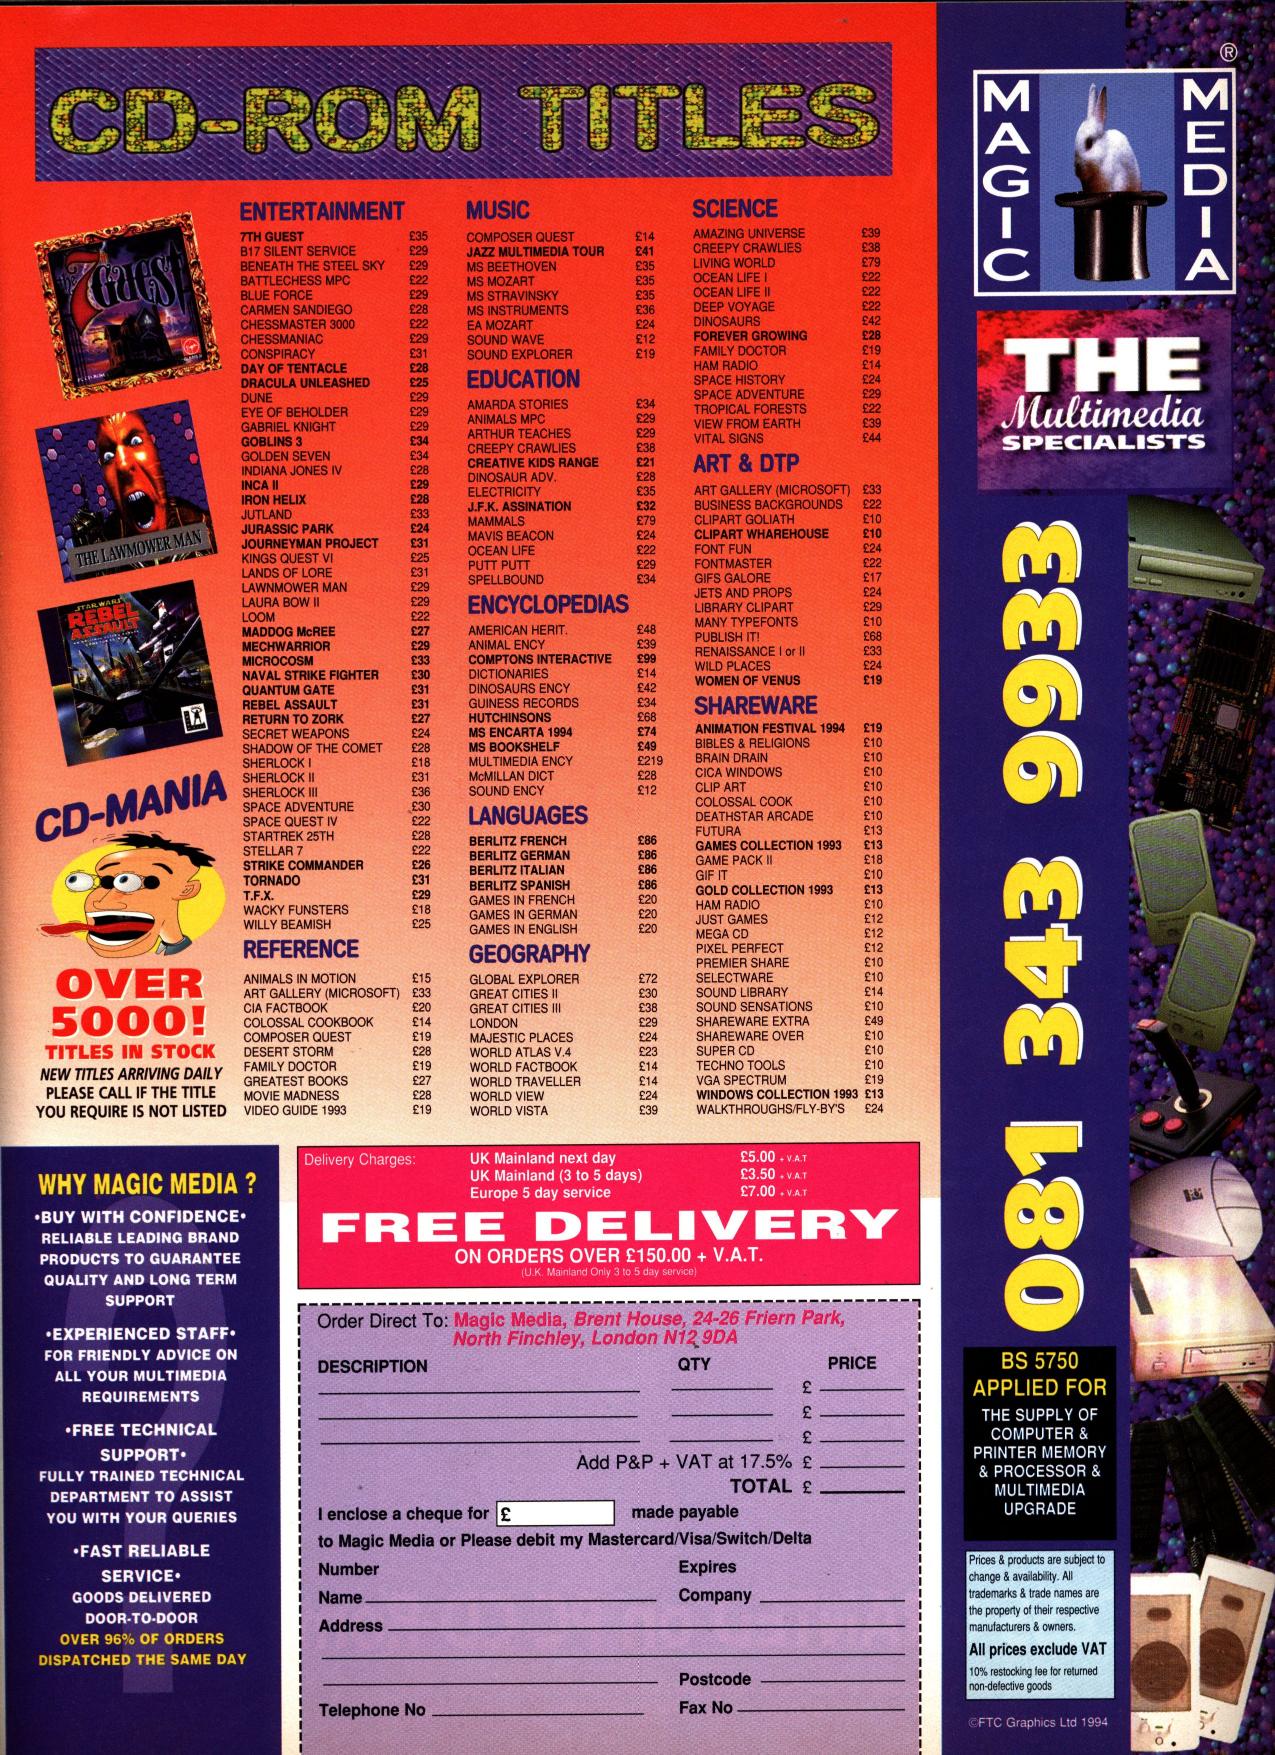 CD-ROM TITLES
ENTERTAINMENT
7TH GUEST £35
B17 SILENT SERVICE £29
BENEATH THE STEEL SKY £29
BATTLECHESS MPC £22
BLUE FORCE £29
CARMEN SANDIEGO £28
CHESSMASTER 3000 £22
CHESSMANIAC £29
CONSPIRACY £31
DAY OF TENTACLE £28
DRACULA UNLEASHED £25
DUNE £29
EYE OF BEHOLDER £29
GABRIEL KNIGHT £29
GOBLINS 3 £34
GOLDEN SEVEN £34
INDIANA JONES IV £28
INCA II £29
IRON HELIX £28
JUTLAND £33
JURASSIC PARK £24
JOURNEYMAN PROJECT £31
KINGS QUEST VI £25
LANDS OF LORE £31
LAWNMOWER MAN £29
LAURA BOW II £29
LOOM £22
MADDOG McREE £27
MECHWARRIOR £29
MICROCOSM £33
NAVAL STRIKE FIGHTER £30
QUANTUM GATE £31
REBEL ASSAULT £31
RETURN TO ZORK £27
SECRET WEAPONS £24
SHADOW OF THE COMET £28
SHERLOCK I £18
SHERLOCK II £31
SHERLOCK III £36
SPACE ADVENTURE £30
SPACE QUEST IV £22
STARTREK 25TH £28
STELLAR 7 £22
STRIKE COMMANDER £26
TORNADO £31
T.F.X. £29
WACKY FUNSTERS £18
WILLY BEAMISH £25
REFERENCE
ANIMALS IN MOTION £15
ART GALLERY (MICROSOFT) £33
CIA FACTBOOK £20
COLOSSAL COOKBOOK £14
COMPOSER QUEST £19
DESERT STORM £28
FAMILY DOCTOR £19
GREATEST BOOKS £27
MOVIE MADNESS £28
VIDEO GUIDE 1993 £19
MUSIC
COMPOSER QUEST £14
JAZZ MULTIMEDIA TOUR £41
MS BEETHOVEN £35
MS MOZART £35
MS STRAVINSKY £35
MS INSTRUMENTS £36
EA MOZART £24
SOUND WAVE £12
SOUND EXPLORER £19
EDUCATION
AMARDA STORIES £34
ANIMALS MPC £29
ARTHUR TEACHES £29
CREEPY CRAWLIES £38
CREATIVE KIDS RANGE £21
DINOSAUR ADV. £28
ELECTRICITY £35
J.F.K. ASSINATION £32
MAMMALS £79
MAVIS BEACON £24
OCEAN LIFE £22
PUTT PUTT £29
SPELLBOUND £34
ENCYCLOPEDIAS
AMERICAN HERIT. £48
ANIMAL ENCY £39
COMPTONS INTERACTIVE £99
DICTIONARIES £14
DINOSAURS ENCY £42
GUINESS RECORDS £34
HUTCHINSONS £68
MS ENCARTA 1994 £74
MS BOOKSHELF £49
MULTIMEDIA ENCY £219
McMILLAN DICT £28
SOUND ENCY £12
LANGUAGES
BERLITZ FRENCH £86
BERLITZ GERMAN £86
BERLITZ ITALIAN £86
BERLITZ SPANISH £86
GAMES IN FRENCH £20
GAMES IN GERMAN £20
GAMES IN ENGLISH £20
GEOGRAPHY
GLOBAL EXPLORER £72
GREAT CITIES II £30
GREAT CITIES III £38
LONDON £29
MAJESTIC PLACES £24
WORLD ATLAS V.4 £23
WORLD FACTBOOK £14
WORLD TRAVELLER £14
WORLD VIEW £24
WORLD VISTA £39
SCIENCE
AMAZING UNIVERSE £39
CREEPY CRAWLIES £38
LIVING WORLD £79
OCEAN LIFE I £22
OCEAN LIFE II £22
DEEP VOYAGE £22
DINOSAURS £42
FOREVER GROWING £28
FAMILY DOCTOR £19
HAM RADIO £14
SPACE HISTORY £24
SPACE ADVENTURE £29
TROPICAL FORESTS £22
VIEW FROM EARTH £39
VITAL SIGNS £44
ART & DTP
ART GALLERY (MICROSOFT) £33
BUSINESS BACKGROUNDS £22
CLIPART GOLIATH £10
CLIPART WHAREHOUSE £10
FONT FUN £24
FONTMASTER £22
GIFS GALORE £17
JETS AND PROPS £24
LIBRARY CLIPART £29
MANY TYPEFONTS £10
PUBLISH IT! £68
RENAISSANCE I or II £33
WILD PLACES £24
WOMEN OF VENUS £19
SHAREWARE
ANIMATION FESTIVAL 1994 £19
BIBLES & RELIGIONS £10
BRAIN DRAIN £10
CICA WINDOWS £10
CLIP ART £10
COLOSSAL COOK £10
DEATHSTAR ARCADE £10
FUTURA £13
GAMES COLLECTION 1993 £13
GAME PACK II £18
GIF IT £10
GOLD COLLECTION 1993 £13
HAM RADIO £10
JUST GAMES £12
MEGA CD £12
PIXEL PERFECT £12
PREMIER SHARE £10
SELECTWARE £10
SOUND LIBRARY £14
SOUND SENSATIONS £10
SHAREWARE EXTRA £49
SHAREWARE OVER £10
SUPER CD £10
TECHNO TOOLS £10
VGA SPECTRUM £19
WINDOWS COLLECTION 1993 £13
WALKTHROUGHS/FLY-BY'S £24
the 7th Guest
THE LAWMOWER MAN
STAR WARS
REBEL ASSAULT
CD-MANIA
OVER
5000!
TITLES IN STOCK
NEW TITLES ARRIVING DAILY
PLEASE CALL IF THE TITLE
YOU REQUIRE IS NOT LISTED
WHY MAGIC MEDIA ?
•BUY WITH CONFIDENCE•
RELIABLE LEADING BRAND
PRODUCTS TO GUARANTEE
QUALITY AND LONG TERM
SUPPORT
•EXPERIENCED STAFF•
FOR FRIENDLY ADVICE ON
ALL YOUR MULTIMEDIA
REQUIREMENTS
•FREE TECHNICAL
SUPPORT•
FULLY TRAINED TECHNICAL
DEPARTMENT TO ASSIST
YOU WITH YOUR QUERIES
•FAST RELIABLE
SERVICE•
GOODS DELIVERED
DOOR-TO-DOOR
OVER 96% OF ORDERS
DISPATCHED THE SAME DAY
Delivery Charges: UK Mainland next day £5.00 + V.A.T
UK Mainland (3 to 5 days) £3.50 + V.A.T
Europe 5 day service £7.00 + V.A.T
FREE DELIVERY
ON ORDERS OVER £150.00 + V.A.T.
(U.K. Mainland Only 3 to 5 day service)
Order Direct To: Magic Media, Brent House, 24-26 Friern Park,
North Finchley, London N12 9DA
DESCRIPTION QTY PRICE
£
£
£
Add P&P + VAT at 17.5% £
TOTAL £
I enclose a cheque for £ made payable
to Magic Media or Please debit my Mastercard/Visa/Switch/Delta
Number Expires
Name Company
Address
Postcode
Telephone No Fax No
®
MAGIC MEDIA
THE
Multimedia
SPECIALISTS
081 343 9933
BS 5750
APPLIED FOR
THE SUPPLY OF
COMPUTER &
PRINTER MEMORY
& PROCESSOR &
MULTIMEDIA
UPGRADE
Prices & products are subject to
change & availability. All
trademarks & trade names are
the property of their respective
manufacturers & owners.
All prices exclude VAT
10% restocking fee for returned
non-defective goods
©FTC Graphics Ltd 1994